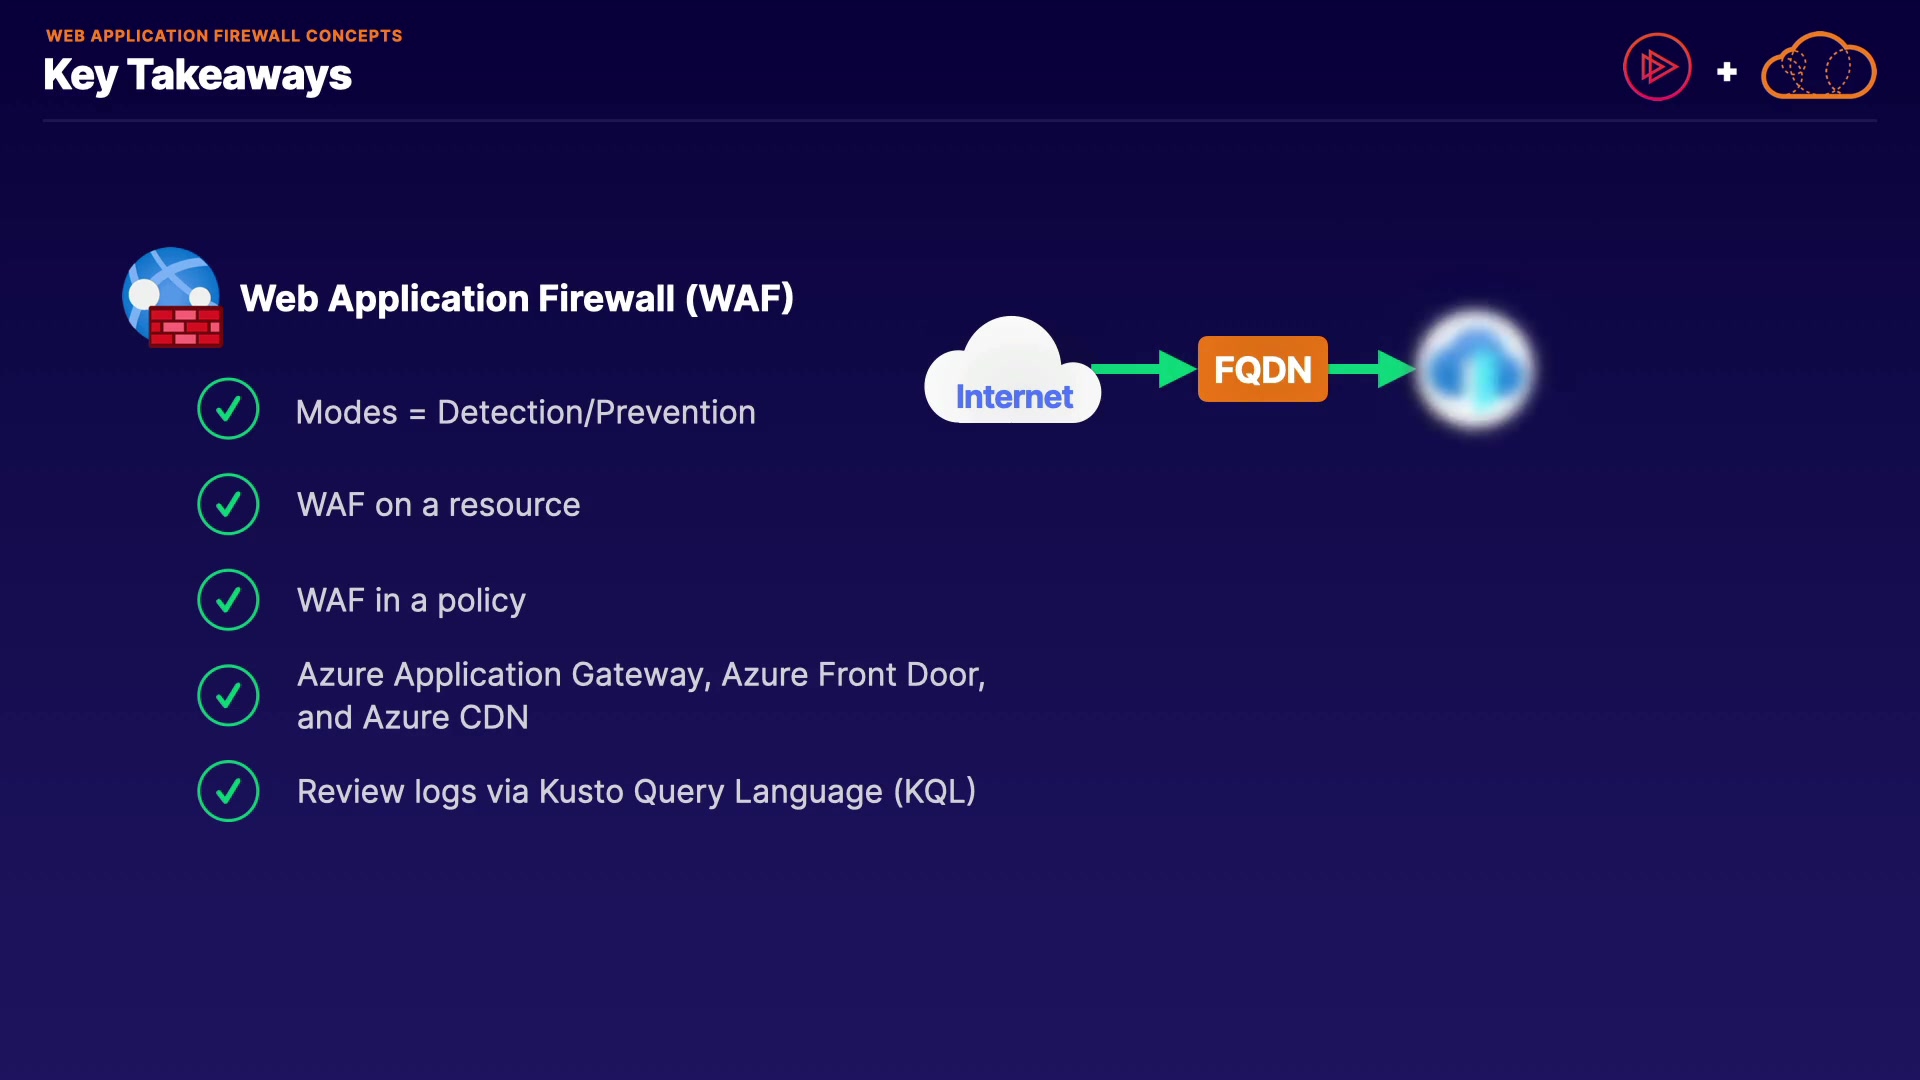 WEB APPLICATION FIREWALL CONCEPTS
Key Takeaways
Web Application Firewall (WAF)
Modes = Detection/Prevention
WAF on a resource
WAF in a policy
Azure Application Gateway, Azure Front Door,
and Azure CDN
Review logs via Kusto Query Language (KQL)
Internet
FQDN